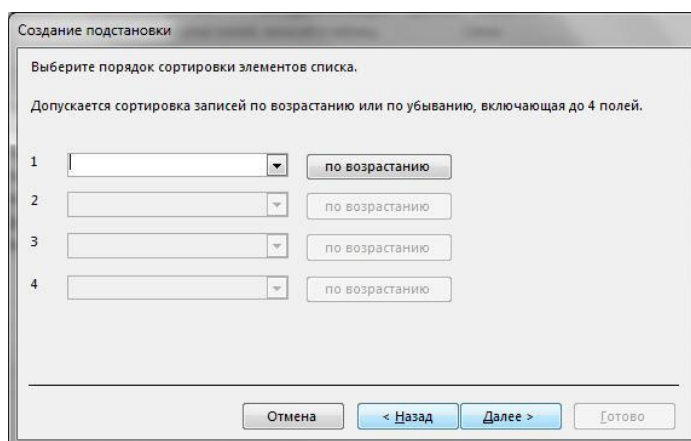 Создание подстановки
Выберите порядок сортировки элементов списка.
Допускается сортировка записей по возрастанию или по убыванию, включающая до 4 полей.
1 по возрастанию
2 по возрастанию
3 по возрастанию
4 по возрастанию
Отмена < Назад Далее > Готово